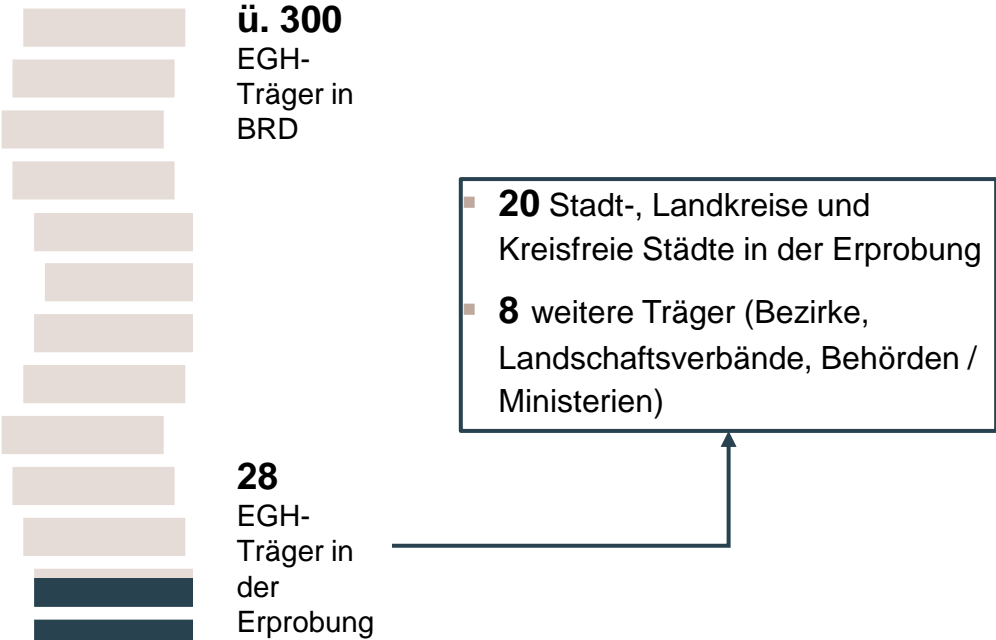 ü. 300
EGH-
Träger in
BRD
20 Stadt-, Landkreise und
Kreisfreie Städte in der Erprobung
8 weitere Träger (Bezirke,
Landschaftsverbände, Behörden /
Ministerien)
28
EGH-
Träger in
der
Erprobung